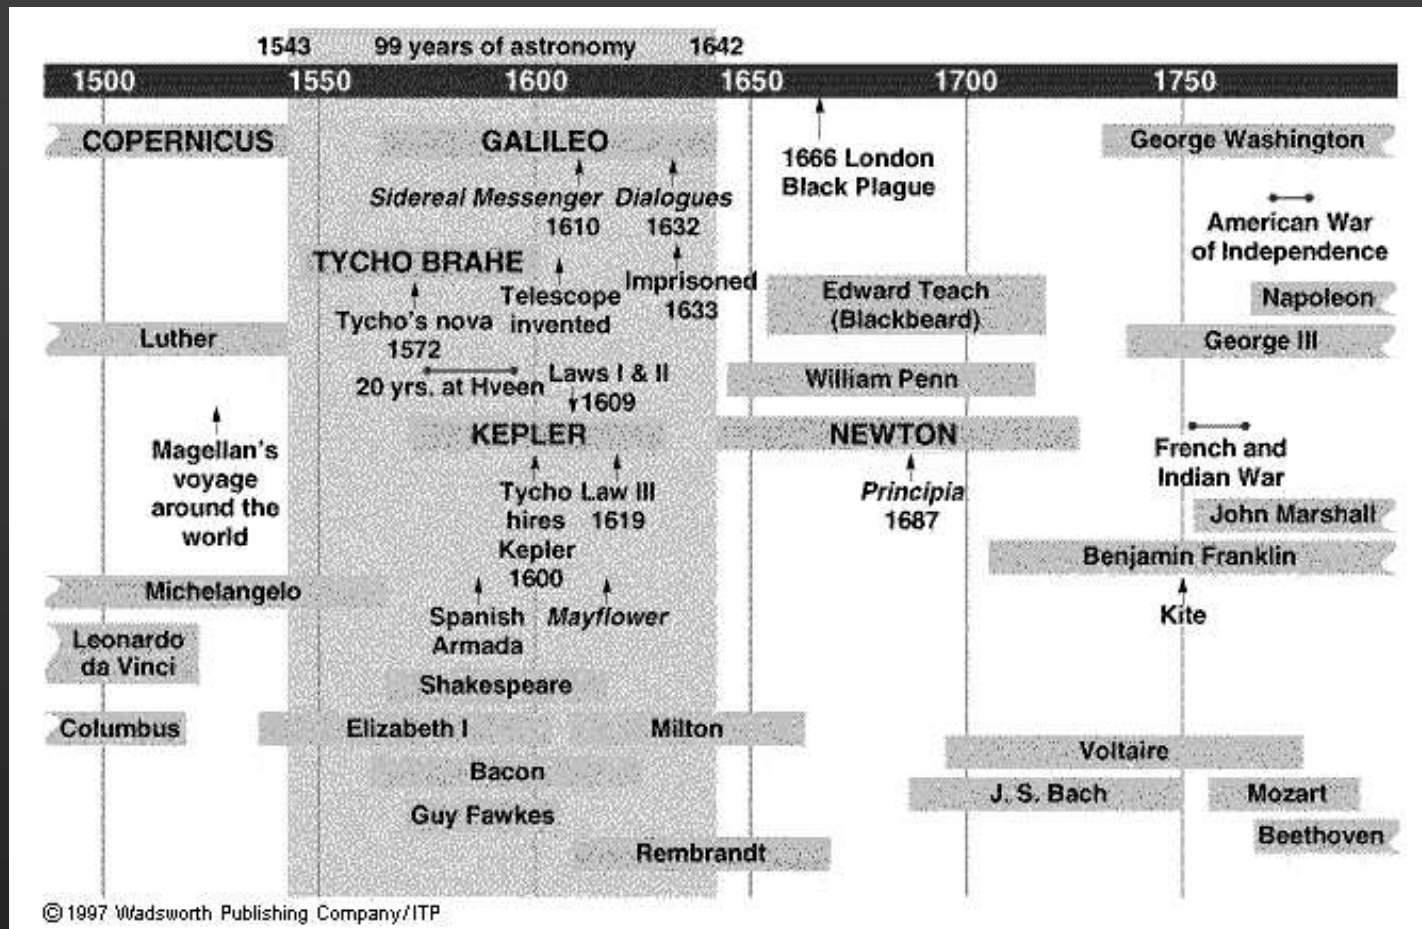 1543 99 years of astronomy 1642
1500 1550 1600 1650 1700 1750
COPERNICUS
GALILEO
George Washington
1666 London
Black Plague
Sidereal Messenger
1610
Dialogues
1632
American War
of Independence
TYCHO BRAHE
Telescope
invented
Imprisoned
1633
Edward Teach
(Blackbeard)
Napoleon
Tycho's nova
1572
Luther
George III
20 yrs. at Hveen
Laws I & II
1609
William Penn
KEPLER
NEWTON
Magellan's
voyage
around the
world
French and
Indian War
Tycho
hires
Kepler
1600
Law III
1619
Principia
1687
John Marshall
Benjamin Franklin
Michelangelo
Spanish
Armada
Mayflower
Kite
Leonardo
da Vinci
Shakespeare
Columbus
Elizabeth I
Milton
Voltaire
Bacon
J. S. Bach
Mozart
Guy Fawkes
Beethoven
Rembrandt
© 1997 Wadsworth Publishing Company/ITP